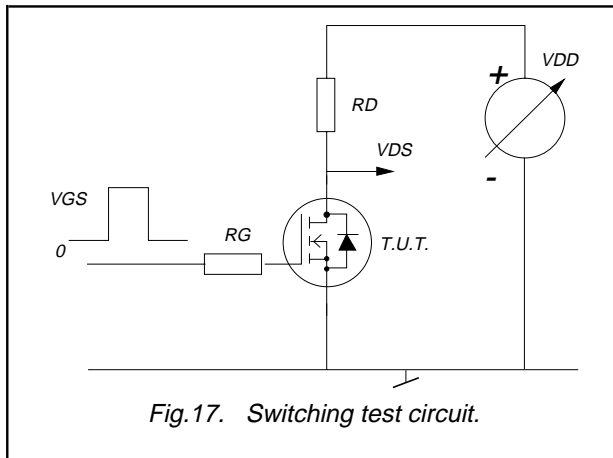 +
VDD
RD
VDS
-
VGS
0
RG
T.U.T.
Fig.17. Switching test circuit.